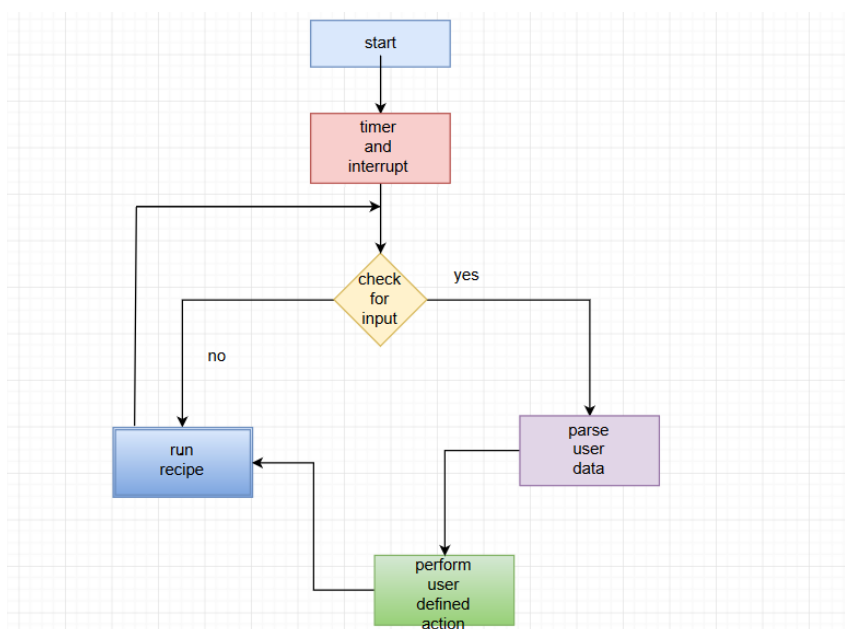 start
timer
and
interrupt
check
for
input
yes
no
run
recipe
parse
user
data
perform
user
defined
action